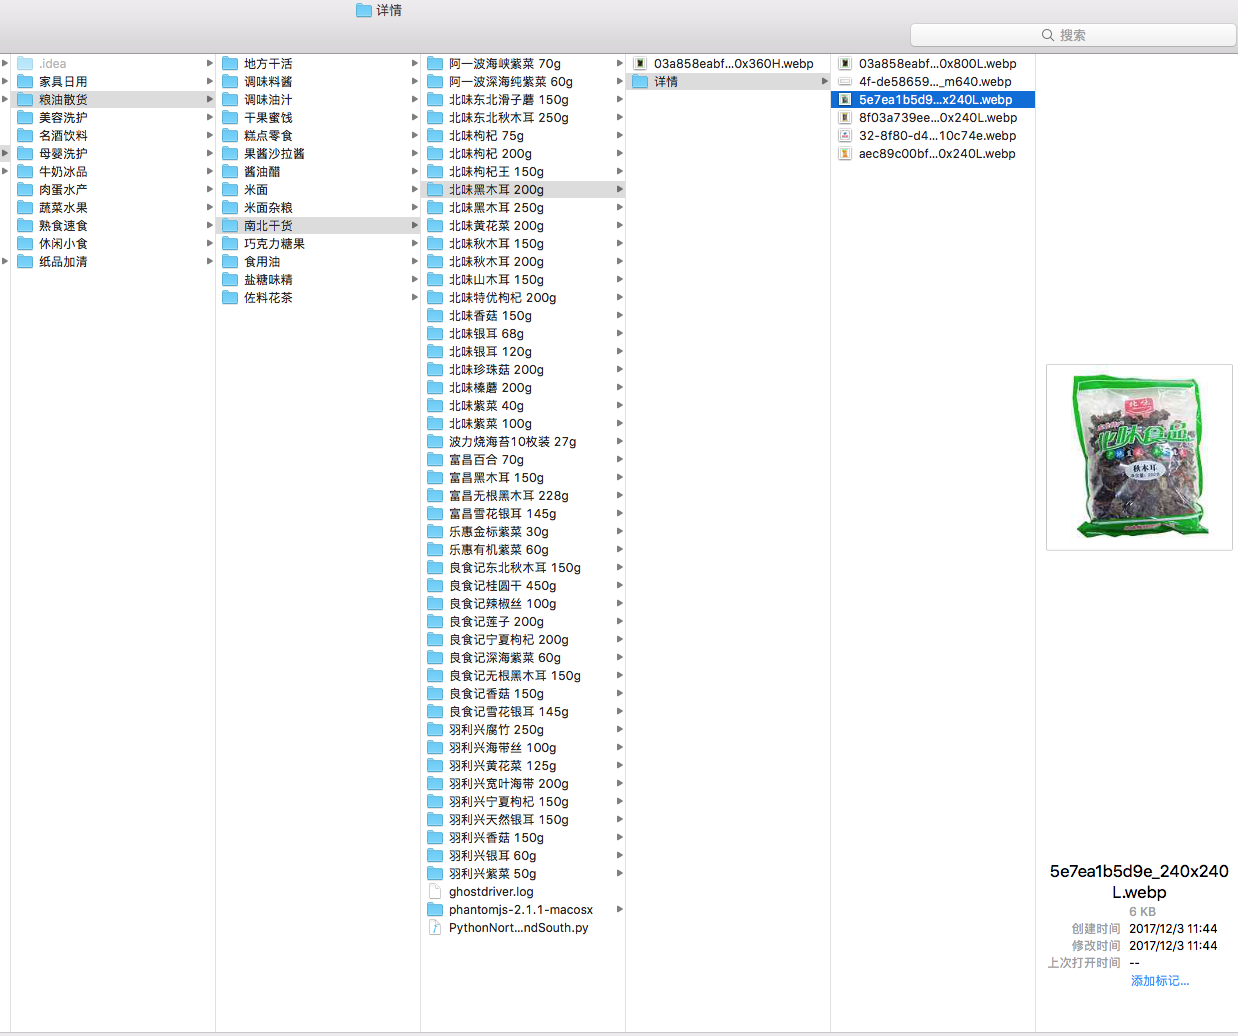 详情
搜索
.idea
家具日用
粮油散货
美容洗护
名酒饮料
母婴洗护
牛奶冰品
肉蛋水产
蔬菜水果
熟食速食
休闲小食
纸品加清
地方干活
调味料酱
调味油汁
干果蜜饯
糕点零食
果酱沙拉酱
酱油醋
米面
米面杂粮
南北干货
巧克力糖果
食用油
盐糖味精
佐料花茶
阿一波海峡紫菜 70g
阿一波深海纯紫菜 60g
北味东北滑子蘑 150g
北味东北秋木耳 250g
北味枸杞 75g
北味枸杞 200g
北味枸杞王 150g
北味黑木耳 200g
北味黑木耳 250g
北味黄花菜 200g
北味秋木耳 150g
北味秋木耳 200g
北味山木耳 150g
北味特优枸杞 200g
北味香菇 150g
北味银耳 68g
北味银耳 120g
北味珍珠菇 200g
北味榛蘑 200g
北味紫菜 40g
北味紫菜 100g
波力烧海苔10枚装 27g
富昌百合 70g
富昌黑木耳 150g
富昌无根黑木耳 228g
富昌雪花银耳 145g
乐惠金标紫菜 30g
乐惠有机紫菜 60g
良食记东北秋木耳 150g
良食记桂圆干 450g
良食记辣椒丝 100g
良食记莲子 200g
良食记宁夏枸杞 200g
良食记深海紫菜 60g
良食记无根黑木耳 150g
良食记香菇 150g
良食记雪花银耳 145g
羽利兴腐竹 250g
羽利兴海带丝 100g
羽利兴黄花菜 125g
羽利兴宽叶海带 200g
羽利兴宁夏枸杞 150g
羽利兴天然银耳 150g
羽利兴香菇 150g
羽利兴银耳 60g
羽利兴紫菜 50g
ghostdriver.log
phantomjs-2.1.1-macosx
PythonNort...ndSouth.py
03a858eabf...0x360H.webp
详情
03a858eabf...0x800L.webp
4f-de58659..._m640.webp
5e7ea1b5d9...x240L.webp
8f03a739ee...0x240L.webp
32-8f80-d4...10c74e.webp
aec89c00bf...0x240L.webp
北味
北味食品
秋木耳
5e7ea1b5d9e_240x240
L.webp
6 KB
创建时间 2017/12/3 11:44
修改时间 2017/12/3 11:44
上次打开时间 --
添加标记...